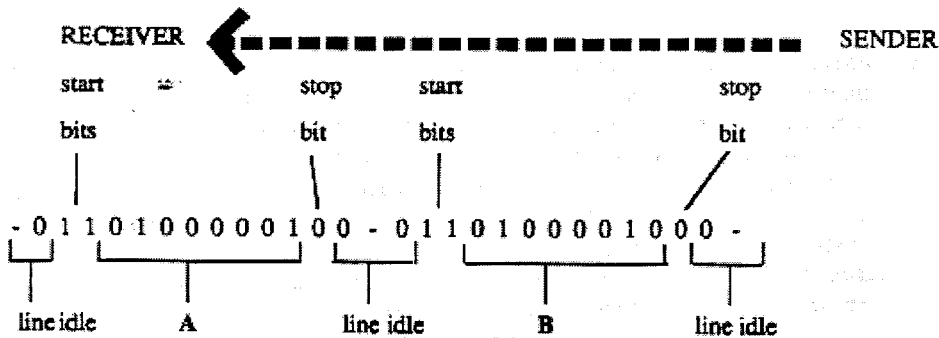 RECEIVER SENDER
start stop start stop
bits bit bits bit
- 0 1 1 0 1 0 0 0 0 0 1 0 0 - 0 1 1 0 1 0 0 0 0 1 0 0 0 -
line idle A line idle B line idle